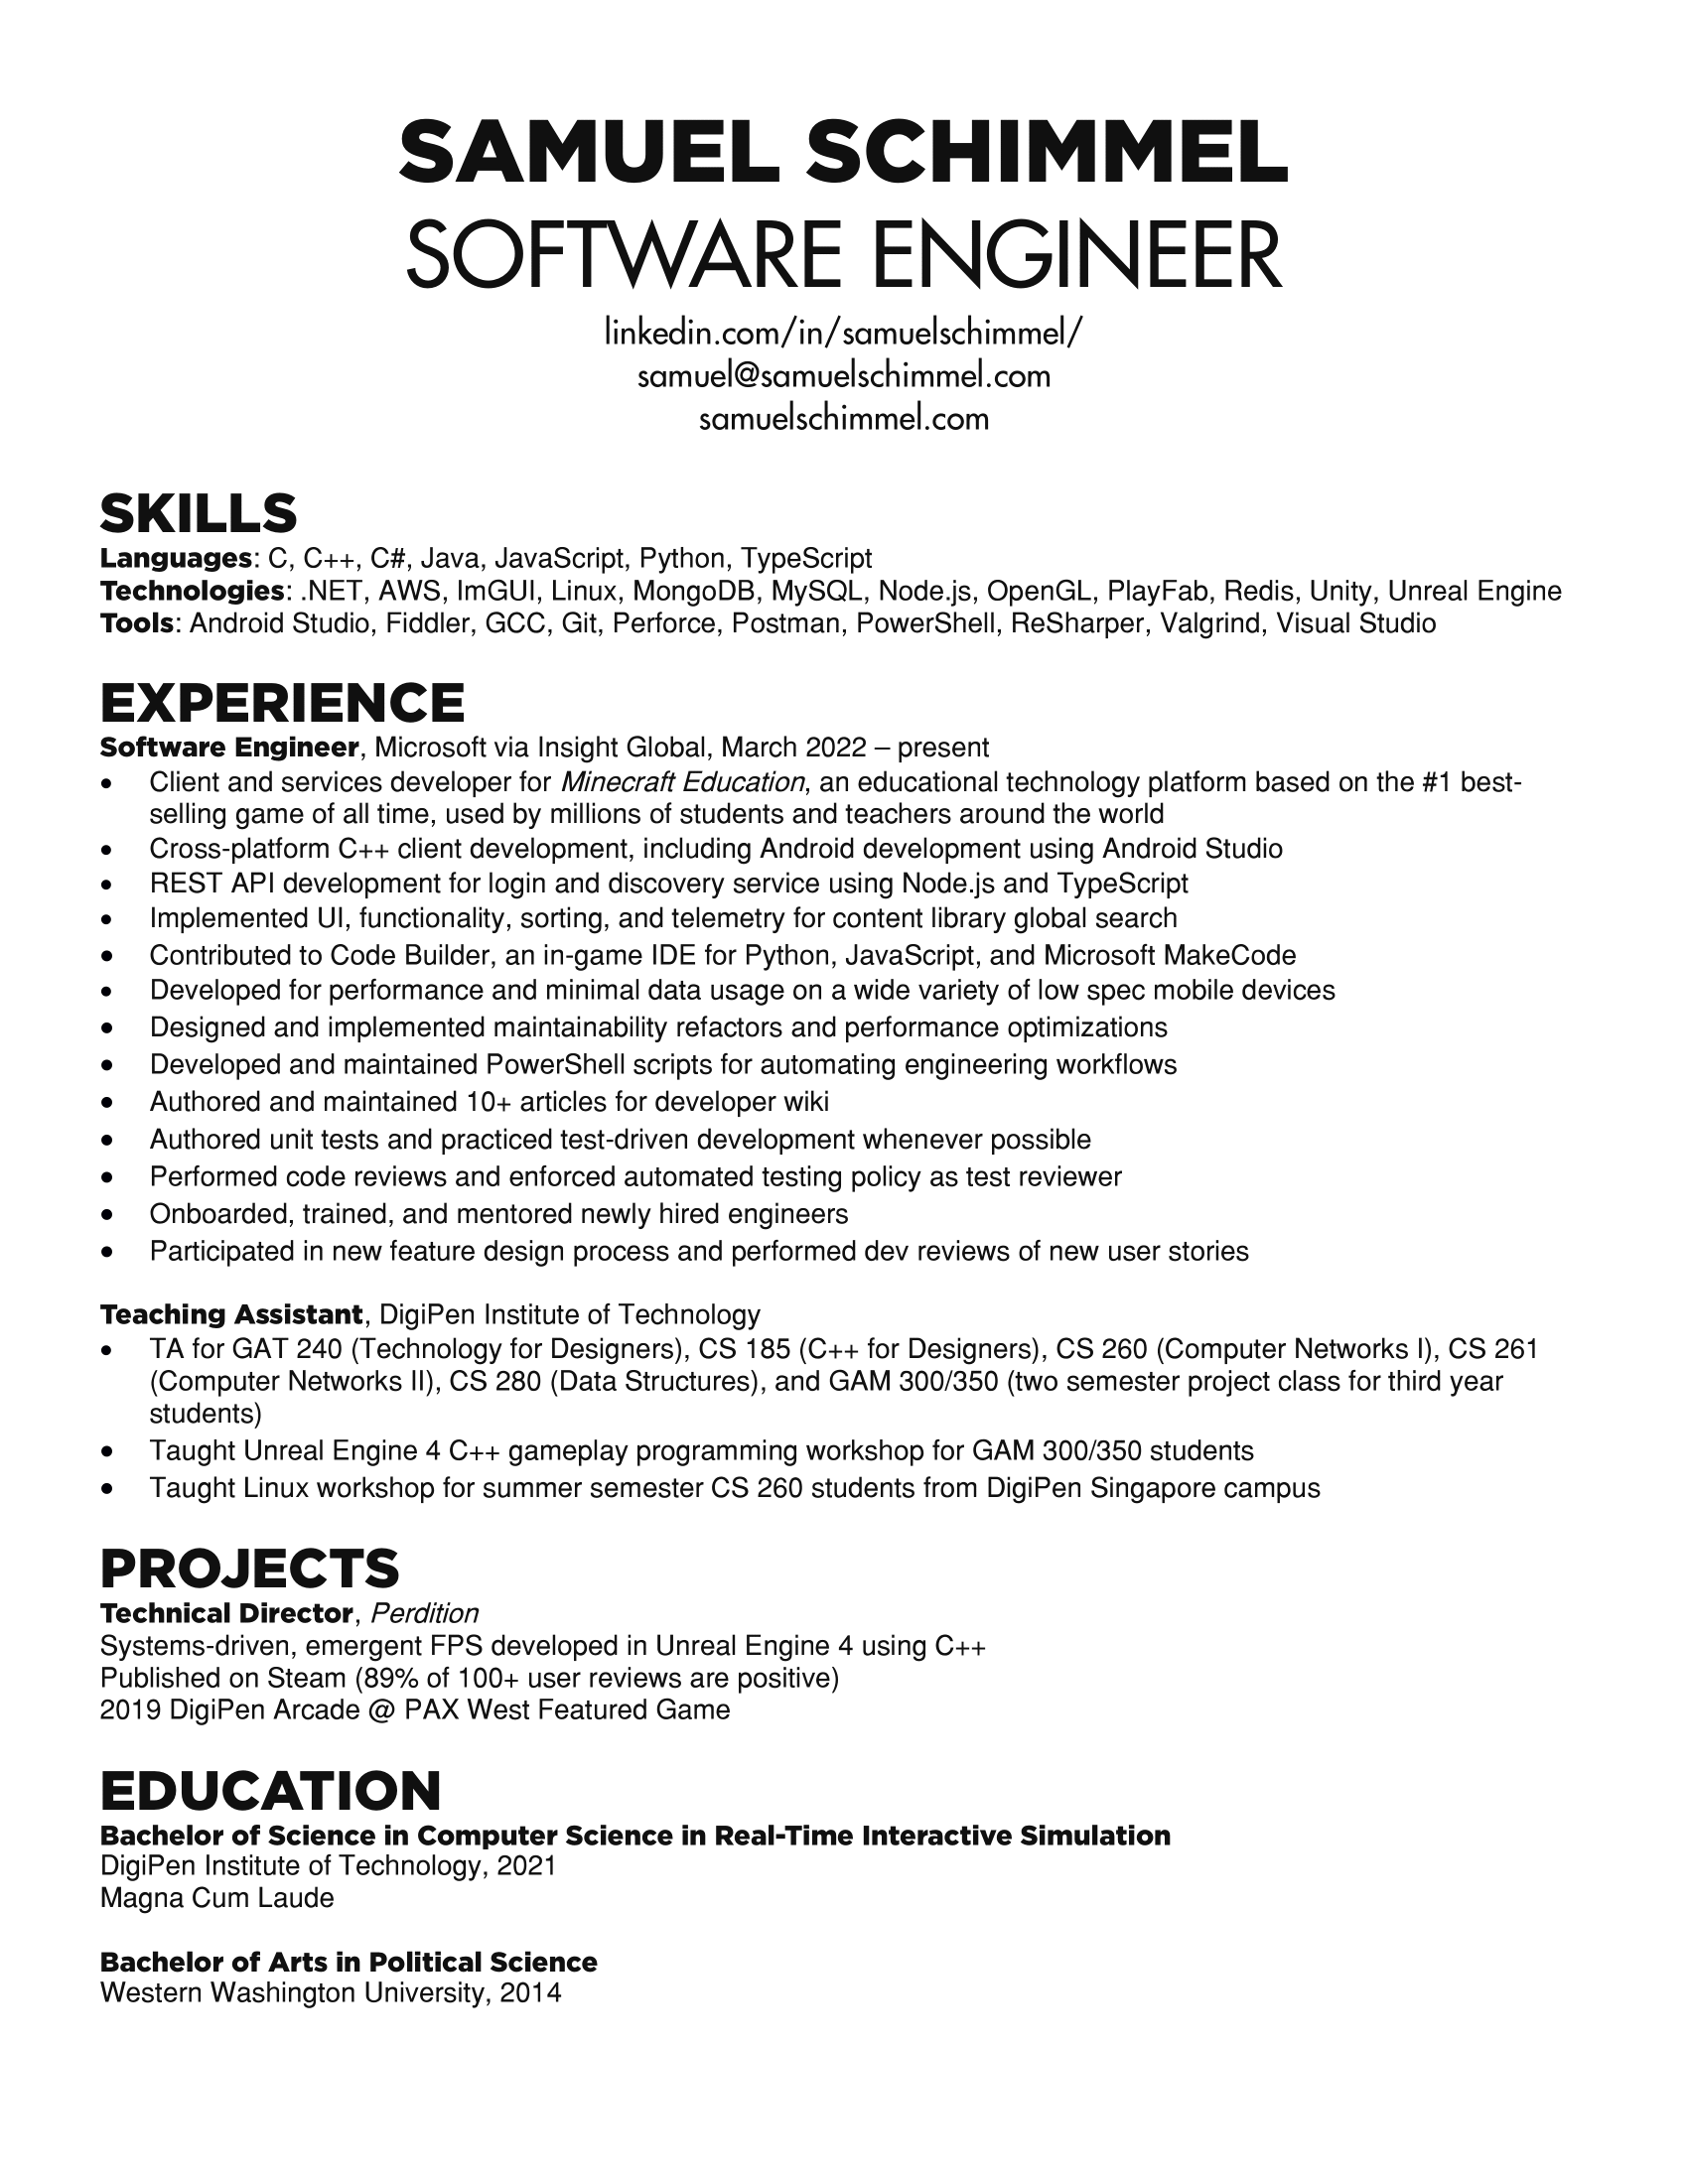 SAMUEL SCHIMMEL
SOFTWARE ENGINEER
linkedin.com/in/samuelschimmel/
samuel@samuelschimmel.com
samuelschimmel.com
SKILLS
Languages: C, C++, C#, Java, JavaScript, Python, TypeScript
Technologies: .NET, AWS, ImGUI, Linux, MongoDB, MySQL, Node.js, OpenGL, PlayFab, Redis, Unity, Unreal Engine
Tools: Android Studio, Fiddler, GCC, Git, Perforce, Postman, PowerShell, ReSharper, Valgrind, Visual Studio
EXPERIENCE
Software Engineer, Microsoft via Insight Global, March 2022 – present
• Client and services developer for Minecraft Education, an educational technology platform based on the #1 best-
selling game of all time, used by millions of students and teachers around the world
• Cross-platform C++ client development, including Android development using Android Studio
• REST API development for login and discovery service using Node.js and TypeScript
• Implemented UI, functionality, sorting, and telemetry for content library global search
• Contributed to Code Builder, an in-game IDE for Python, JavaScript, and Microsoft MakeCode
• Developed for performance and minimal data usage on a wide variety of low spec mobile devices
• Designed and implemented maintainability refactors and performance optimizations
• Developed and maintained PowerShell scripts for automating engineering workflows
• Authored and maintained 10+ articles for developer wiki
• Authored unit tests and practiced test-driven development whenever possible
• Performed code reviews and enforced automated testing policy as test reviewer
• Onboarded, trained, and mentored newly hired engineers
• Participated in new feature design process and performed dev reviews of new user stories
Teaching Assistant, DigiPen Institute of Technology
• TA for GAT 240 (Technology for Designers), CS 185 (C++ for Designers), CS 260 (Computer Networks I), CS 261
(Computer Networks II), CS 280 (Data Structures), and GAM 300/350 (two semester project class for third year
students)
• Taught Unreal Engine 4 C++ gameplay programming workshop for GAM 300/350 students
• Taught Linux workshop for summer semester CS 260 students from DigiPen Singapore campus
PROJECTS
Technical Director, Perdition
Systems-driven, emergent FPS developed in Unreal Engine 4 using C++
Published on Steam (89% of 100+ user reviews are positive)
2019 DigiPen Arcade @ PAX West Featured Game
EDUCATION
Bachelor of Science in Computer Science in Real-Time Interactive Simulation
DigiPen Institute of Technology, 2021
Magna Cum Laude
Bachelor of Arts in Political Science
Western Washington University, 2014